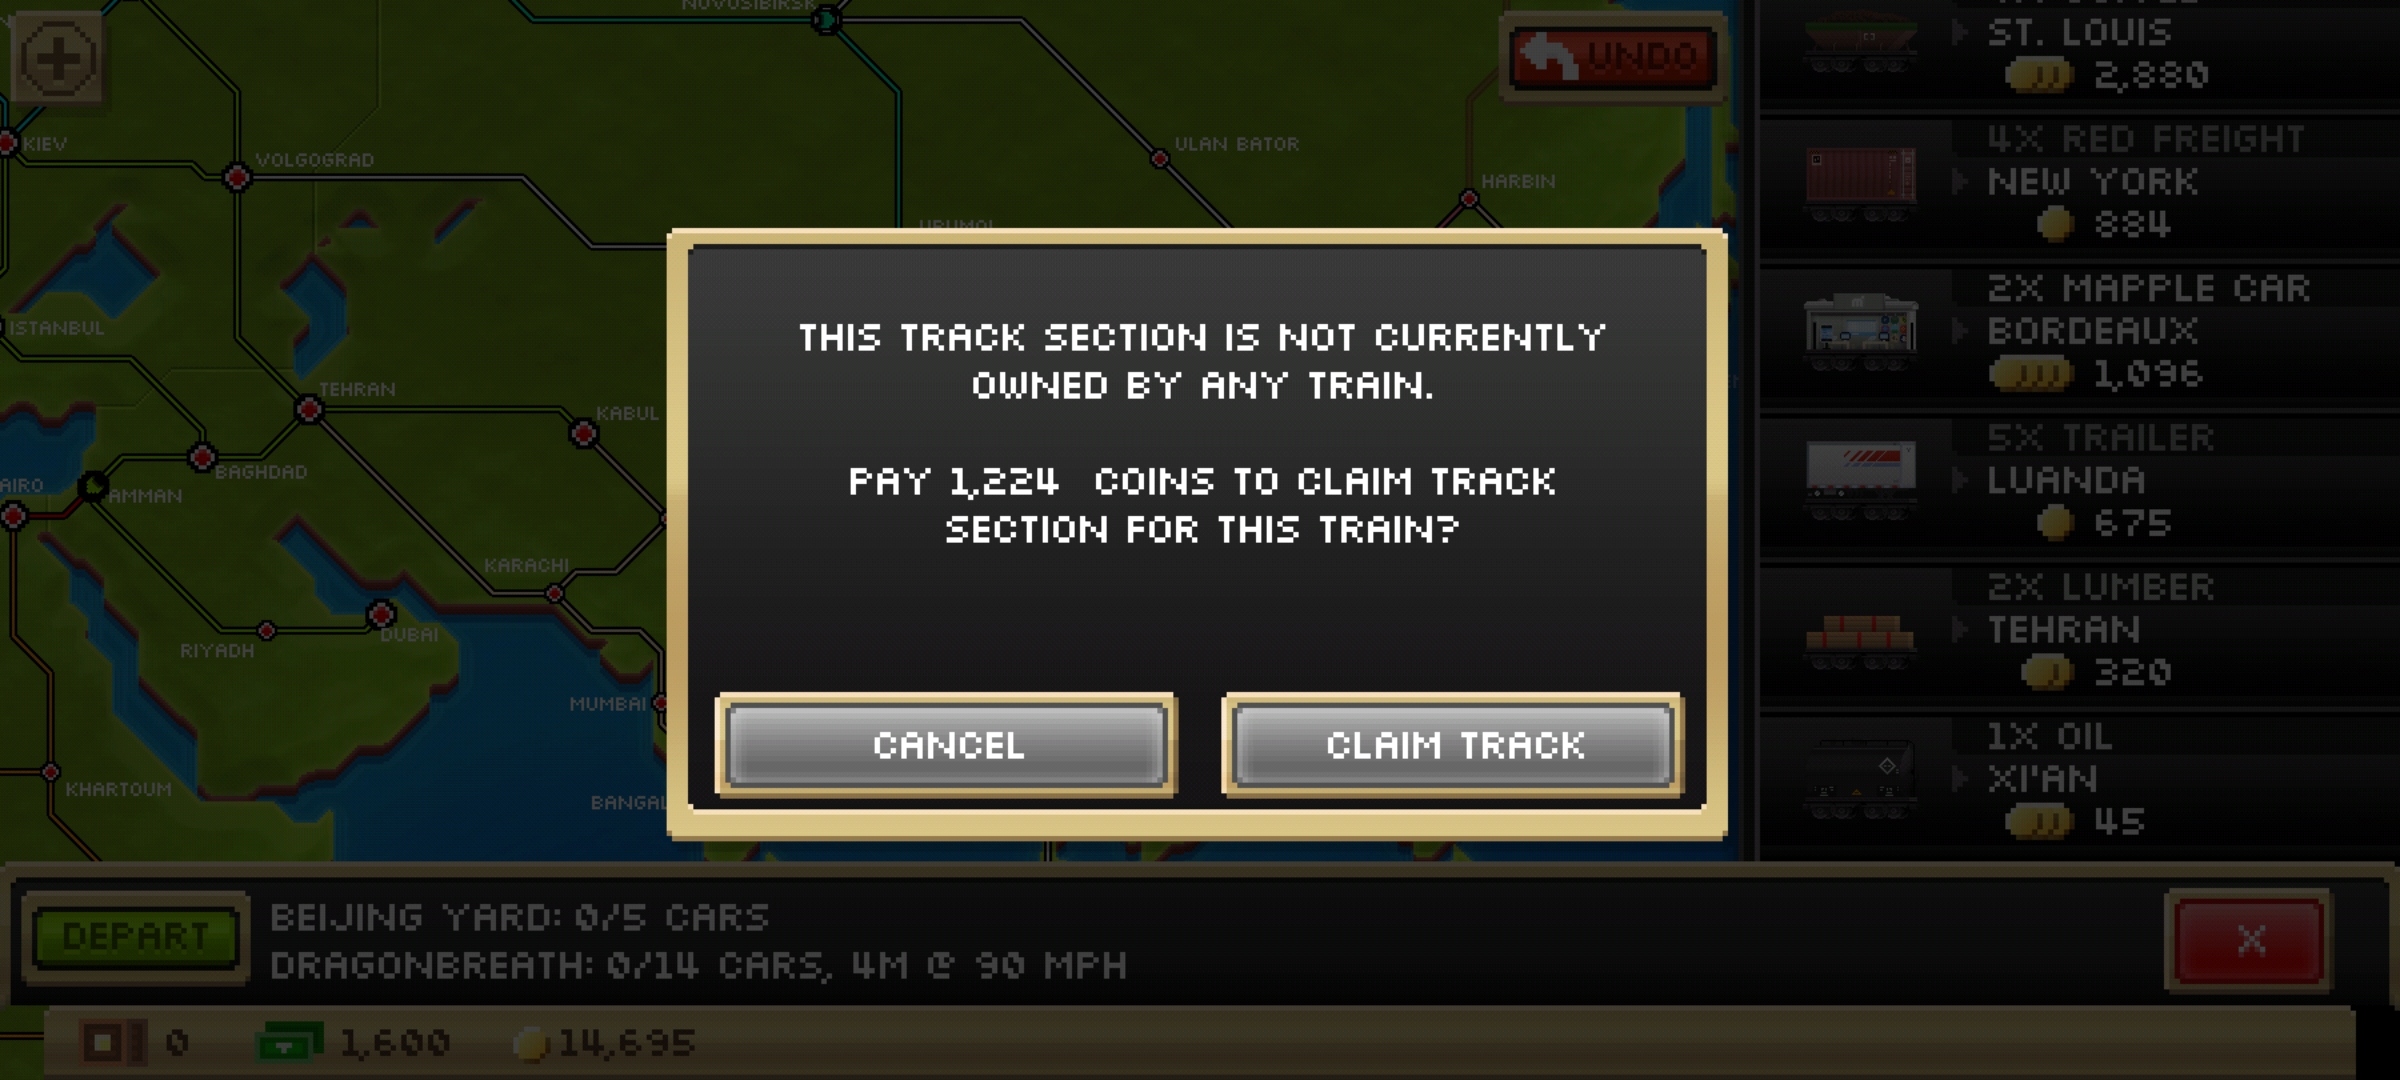 NOVOSIBIRSK
UNDO
KIEV
VOLGOGRAD
ULAN BATOR
HARBIN
ISTANBUL
TEHRAN
KABUL
BAGHDAD
AMMAN
KARACHI
RIYADH
DUBAI
MUMBAI
KHARTOUM
THIS TRACK SECTION IS NOT CURRENTLY
OWNED BY ANY TRAIN.
PAY 1,224 COINS TO CLAIM TRACK
SECTION FOR THIS TRAIN?
CANCEL
CLAIM TRACK
ST. LOUIS
2,880
4X RED FREIGHT
NEW YORK
884
2X MAPPLE CAR
BORDEAUX
1,096
5X TRAILER
LUANDA
675
2X LUMBER
TEHRAN
320
1X OIL
XI'AN
45
DEPART
BEIJING YARD: 0/5 CARS
DRAGONBREATH: 0/14 CARS, 4M @ 90 MPH
X
0
1,600
14,695